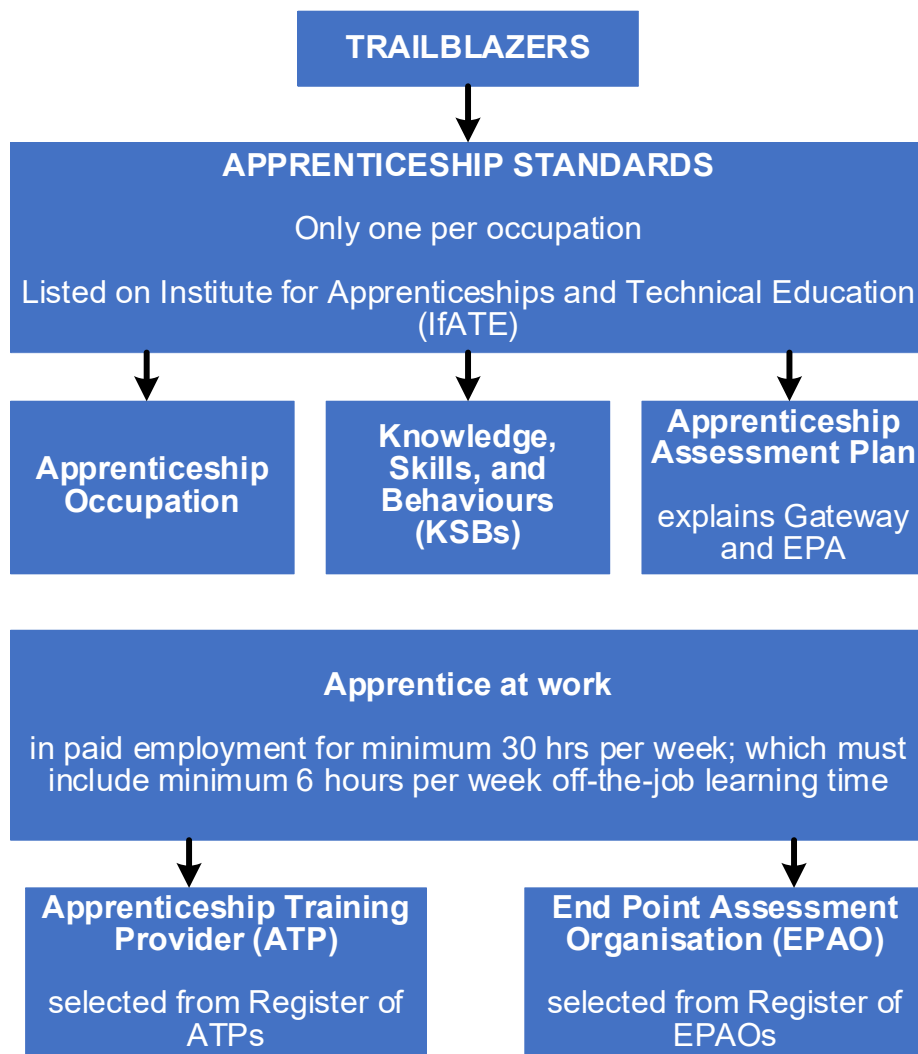 TRAILBLAZERS
APPRENTICESHIP STANDARDS
Only one per occupation
Listed on Institute for Apprenticeships and Technical Education
(IfATE)
Apprenticeship
Occupation
Knowledge,
Skills, and
Behaviours
(KSBs)
Apprenticeship
Assessment Plan
explains Gateway
and EPA
Apprentice at work
in paid employment for minimum 30 hrs per week; which must
include minimum 6 hours per week off-the-job learning time
Apprenticeship Training
Provider (ATP)
selected from Register of
ATPs
End Point Assessment
Organisation (EPAO)
selected from Register of
EPAOs